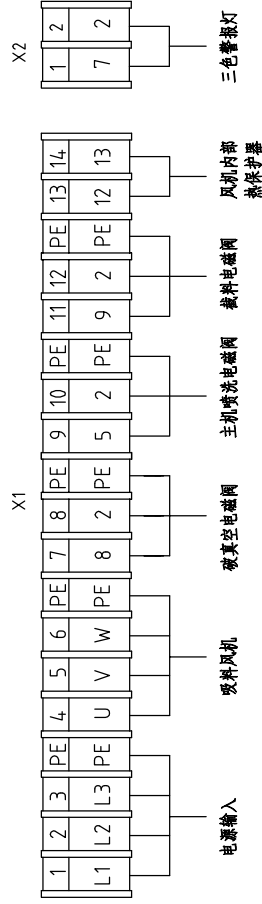 X1
1 2 3 PE 4 5 6 PE 7 8 PE 9 10 PE 11 12 PE 13 14
L1 L2 L3 PE U V W PE 8 2 PE 5 2 PE 9 2 PE 12 13
电源输入
吸料风机
破真空电磁阀
主机喷洗电磁阀
截料电磁阀
风机内部
热保护器
X2
1 2
7 2
三色警报灯